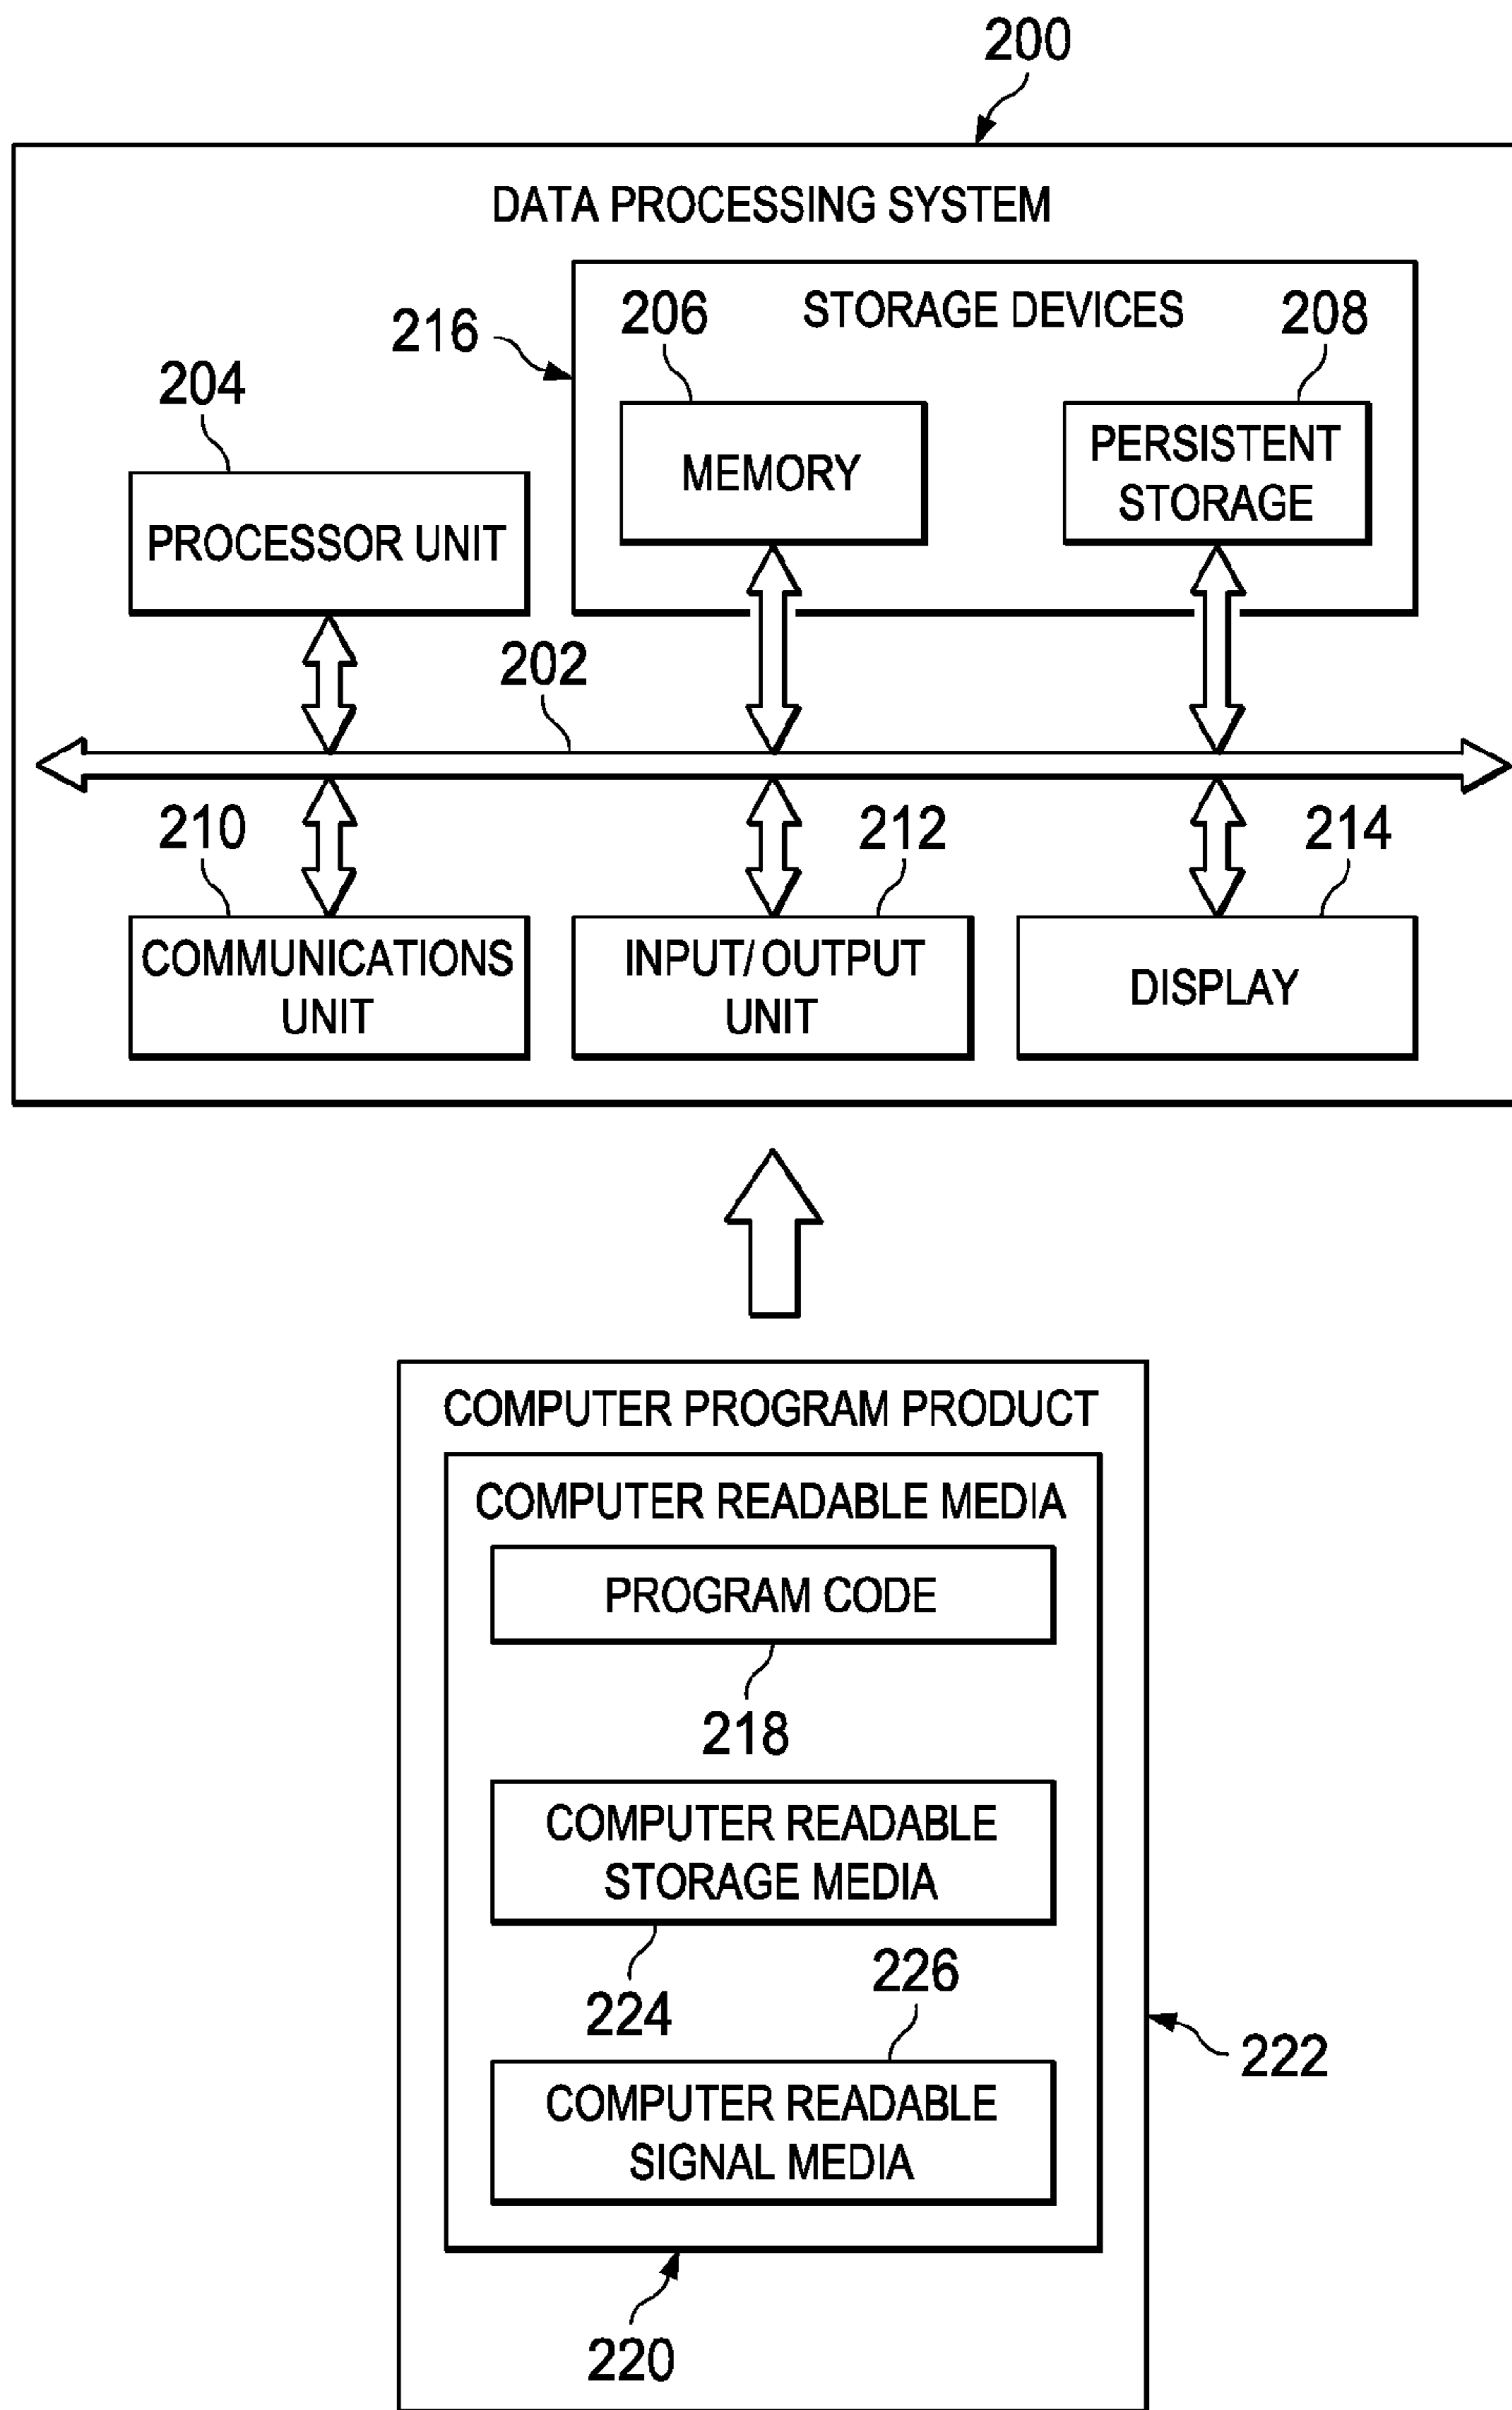 200
DATA PROCESSING SYSTEM
216
206
STORAGE DEVICES
208
204
MEMORY
PERSISTENT
STORAGE
PROCESSOR UNIT
202
210
212
214
COMMUNICATIONS
UNIT
INPUT/OUTPUT
UNIT
DISPLAY
COMPUTER PROGRAM PRODUCT
COMPUTER READABLE MEDIA
PROGRAM CODE
218
COMPUTER READABLE
STORAGE MEDIA
224
226
222
COMPUTER READABLE
SIGNAL MEDIA
220